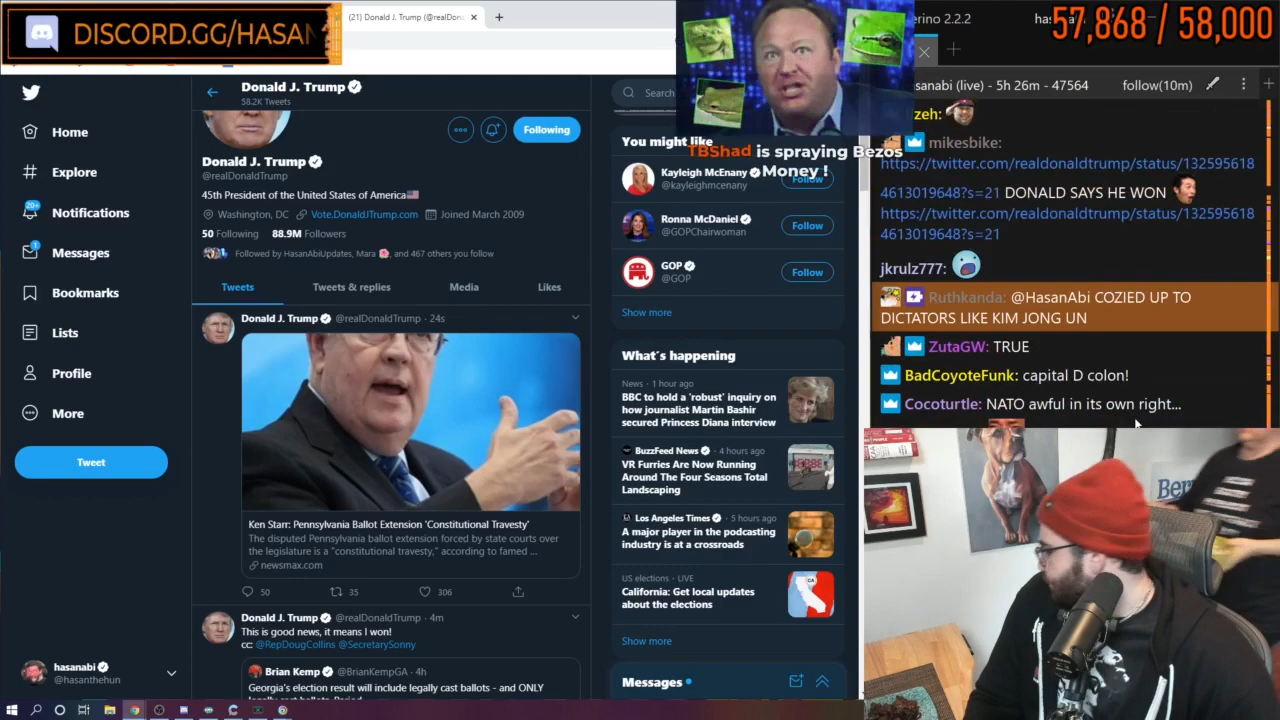 DISCORD.GG/HASAN
(21) Donald J. Trump (@realDona
erino 2.2.2
57,868 / 58,000
Donald J. Trump
58.2K Tweets
Search
Following
Donald J. Trump
@realDonaldTrump
45th President of the United States of America
Washington, DC
Vote.DonaldJTrump.com
Joined March 2009
50 Following 88.9M Followers
Followed by HasanAbiUpdates, Mara , and 467 others you follow
Tweets
Tweets & replies
Media
Likes
Home
Explore
20+
Notifications
1
Messages
Bookmarks
Lists
Profile
More
Tweet
hasanabi
@hasanthehun
Donald J. Trump @realDonaldTrump · 24s
Ken Starr: Pennsylvania Ballot Extension 'Constitutional Travesty'
The disputed Pennsylvania ballot extension forced by state courts over
the legislature is a "constitutional travesty," according to famed ...
newsmax.com
50
35
306
Donald J. Trump @realDonaldTrump · 4m
This is good news, it means I won!
cc: @RepDougCollins @SecretarySonny
Brian Kemp @BrianKempGA · 4h
Georgia's election result will include legally cast ballots - and ONLY
You might like
Kayleigh McEnany
@kayleighmcenany
Follow
Ronna McDaniel
@GOPChairwoman
Follow
GOP
@GOP
Follow
Show more
What's happening
News · 1 hour ago
BBC to hold a 'robust' inquiry
on how journalist Martin Bashir
secured Princess Diana interview
BuzzFeed News · 4 hours ago
VR Furries Are Now Running
Around The Four Seasons Total
Landscaping
Los Angeles Times · 5 hours ago
A major player in the podcasting
industry is at a crossroads
US elections · LIVE
California: Get local updates
about the elections
Show more
Messages
TBShad is spraying Bezos
Money !
sanabi (live) - 5h 26m - 47564
follow(10m)
zeh:
mikesbike:
https://twitter.com/realdonaldtrump/status/132595618
4613019648?s=21 DONALD SAYS HE WON
https://twitter.com/realdonaldtrump/status/132595618
4613019648?s=21
jkrulz777:
Ruthkanda: @HasanAbi COZIED UP TO
DICTATORS LIKE KIM JONG UN
ZutaGW: TRUE
BadCoyoteFunk: capital D colon!
Cocoturtle: NATO awful in its own right...
Bern